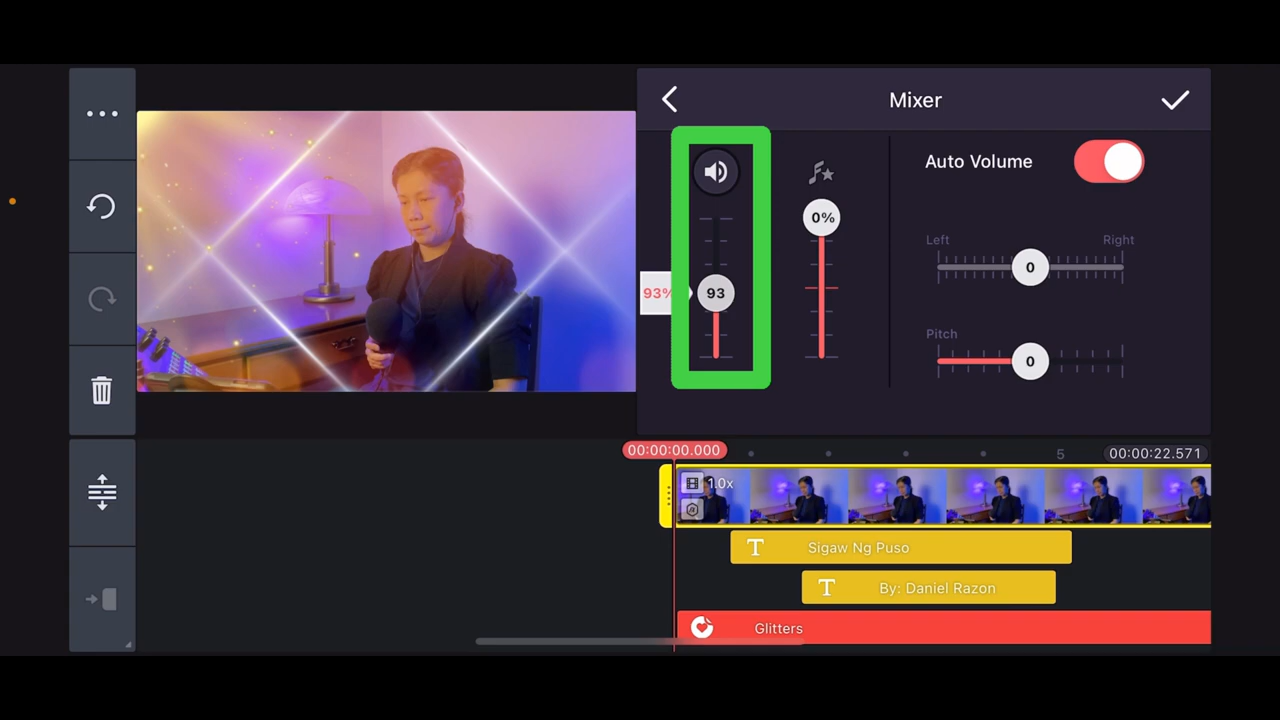 Mixer
Auto Volume
0%
Left
Right
93%
93
0
Pitch
0
00:00:00.000
5
00:00:22.571
1.0x
T
Sigaw Ng Puso
T
By: Daniel Razon
Glitters